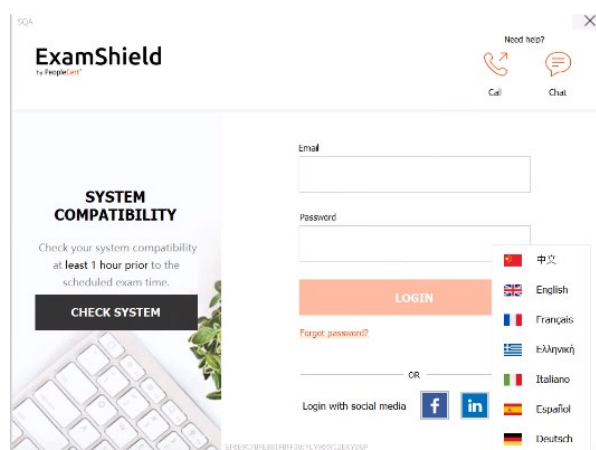 SQA
Need help?
ExamShield
by PeopleCert
Call
Chat
Email
SYSTEM
COMPATIBILITY
Password
Check your system compatibility
at least 1 hour prior to the
scheduled exam time.
中文
LOGIN
English
CHECK SYSTEM
Français
Forgot password?
Ελληνική
OR
Italiano
Login with social media
f
in
Español
Deutsch